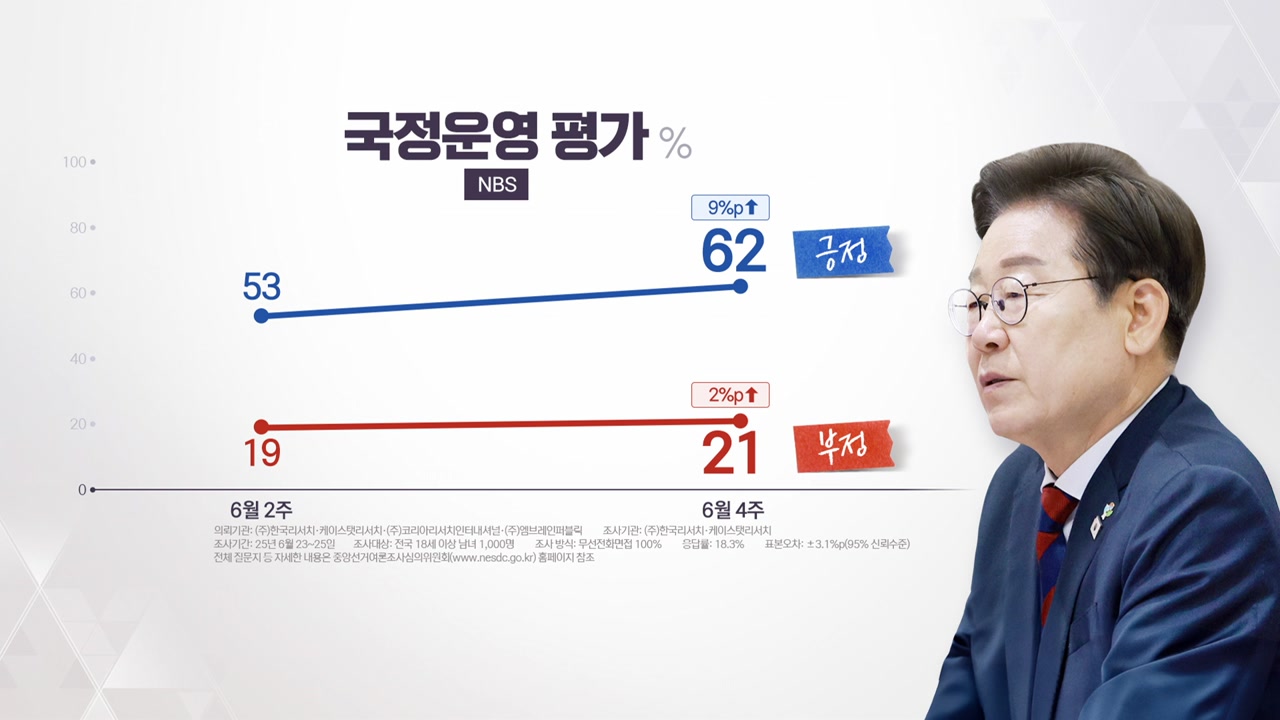 국정운영 평가 %
NBS
100
80
60
40
20
0
9%p⬆
62
긍정
53
2%p⬆
19
21
부정
6월 2주 6월 4주
의뢰기관: (주)한국리서치·케이스탯리서치·(주)코리아리서치인터내셔널·(주)엠브레인퍼블릭 조사기관: (주)한국리서치·케이스탯리서치
조사기간: 25년 6월 23~25일 조사대상: 전국 18세 이상 남녀 1,000명 조사 방식: 무선전화면접 100% 응답률: 18.3% 표본오차: ±3.1%p(95% 신뢰수준)
전체 질문지 등 자세한 내용은 중앙선거여론조사심의위원회(www.nesdc.go.kr) 홈페이지 참조